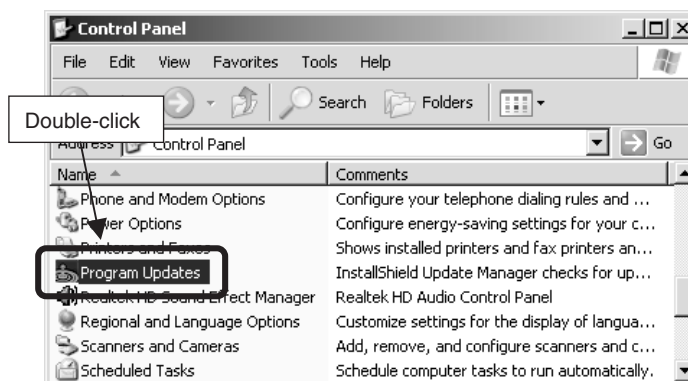 Control Panel
File Edit View Favorites Tools Help
Search Folders
Double-click
Address Control Panel Go
Name Comments
Phone and Modem Options Configure your telephone dialing rules and ...
Power Options Configure energy-saving settings for your c...
Printers and Faxes Shows installed printers and fax printers an...
Program Updates InstallShield Update Manager checks for up...
Realtek HD Sound Effect Manager Realtek HD Audio Control Panel
Regional and Language Options Customize settings for the display of langua...
Scanners and Cameras Add, remove, and configure scanners and c...
Scheduled Tasks Schedule computer tasks to run automatically.